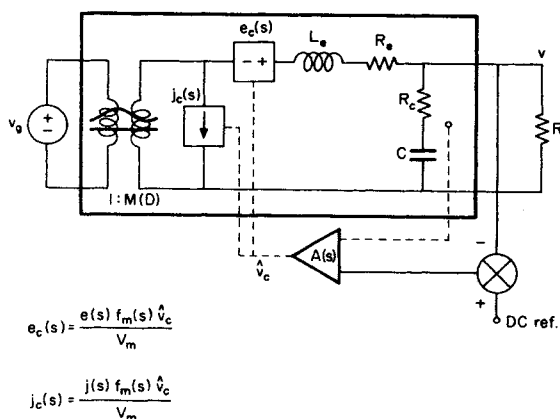 e_c(s)
L_e
R_e
v
− +
j_c(s)
R_c
v_g
+
−
C
R
1 : M(D)
A(s)
v̂_c
−
+
DC ref.
e_c(s) = e(s) f_m(s) v̂_c / V_m
j_c(s) = j(s) f_m(s) v̂_c / V_m